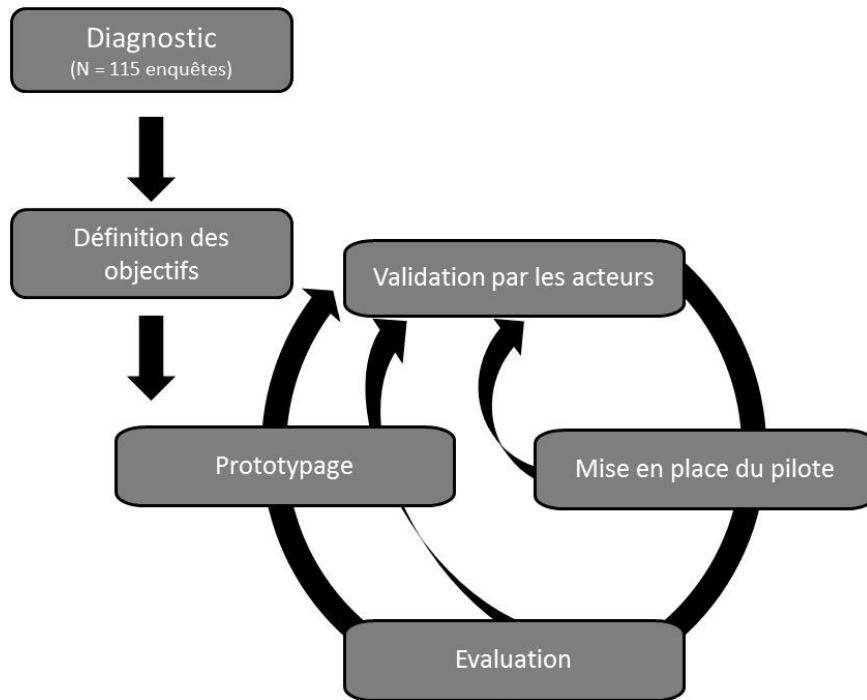 Diagnostic
(N = 115 enquêtes)
Définition des
objectifs
Validation par les acteurs
Prototypage
Mise en place du pilote
Evaluation